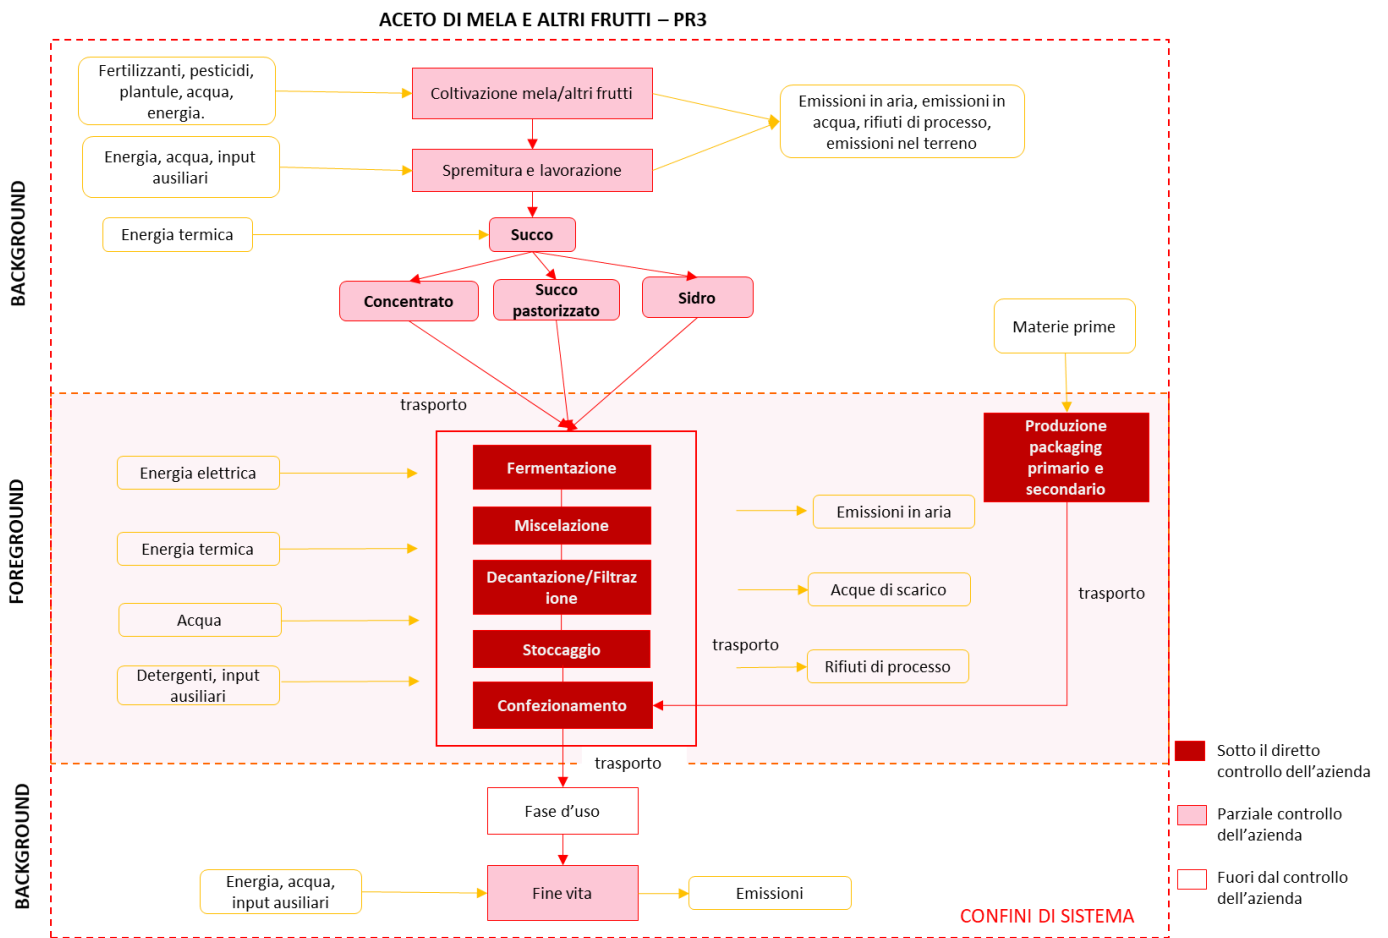 ACETO DI MELA E ALTRI FRUTTI – PR3
BACKGROUND
Fertilizzanti, pesticidi,
plantule, acqua,
energia.
Coltivazione mela/altri frutti
Emissioni in aria, emissioni in
acqua, rifiuti di processo,
emissioni nel terreno
Energia, acqua, input
ausiliari
Spremitura e lavorazione
Energia termica
Succo
Concentrato
Succo
pastorizzato
Sidro
Materie prime
FOREGROUND
trasporto
Produzione
packaging
primario e
secondario
Energia elettrica
Fermentazione
Emissioni in aria
Miscelazione
Energia termica
Decantazione/Filtraz
ione
Acque di scarico
trasporto
Acqua
Stoccaggio
trasporto
Rifiuti di processo
Detergenti, input
ausiliari
Confezionamento
trasporto
BACKGROUND
Fase d’uso
Energia, acqua,
input ausiliari
Fine vita
Emissioni
CONFINI DI SISTEMA
Sotto il diretto
controllo dell’azienda
Parziale controllo
dell’azienda
Fuori dal controllo
dell’azienda